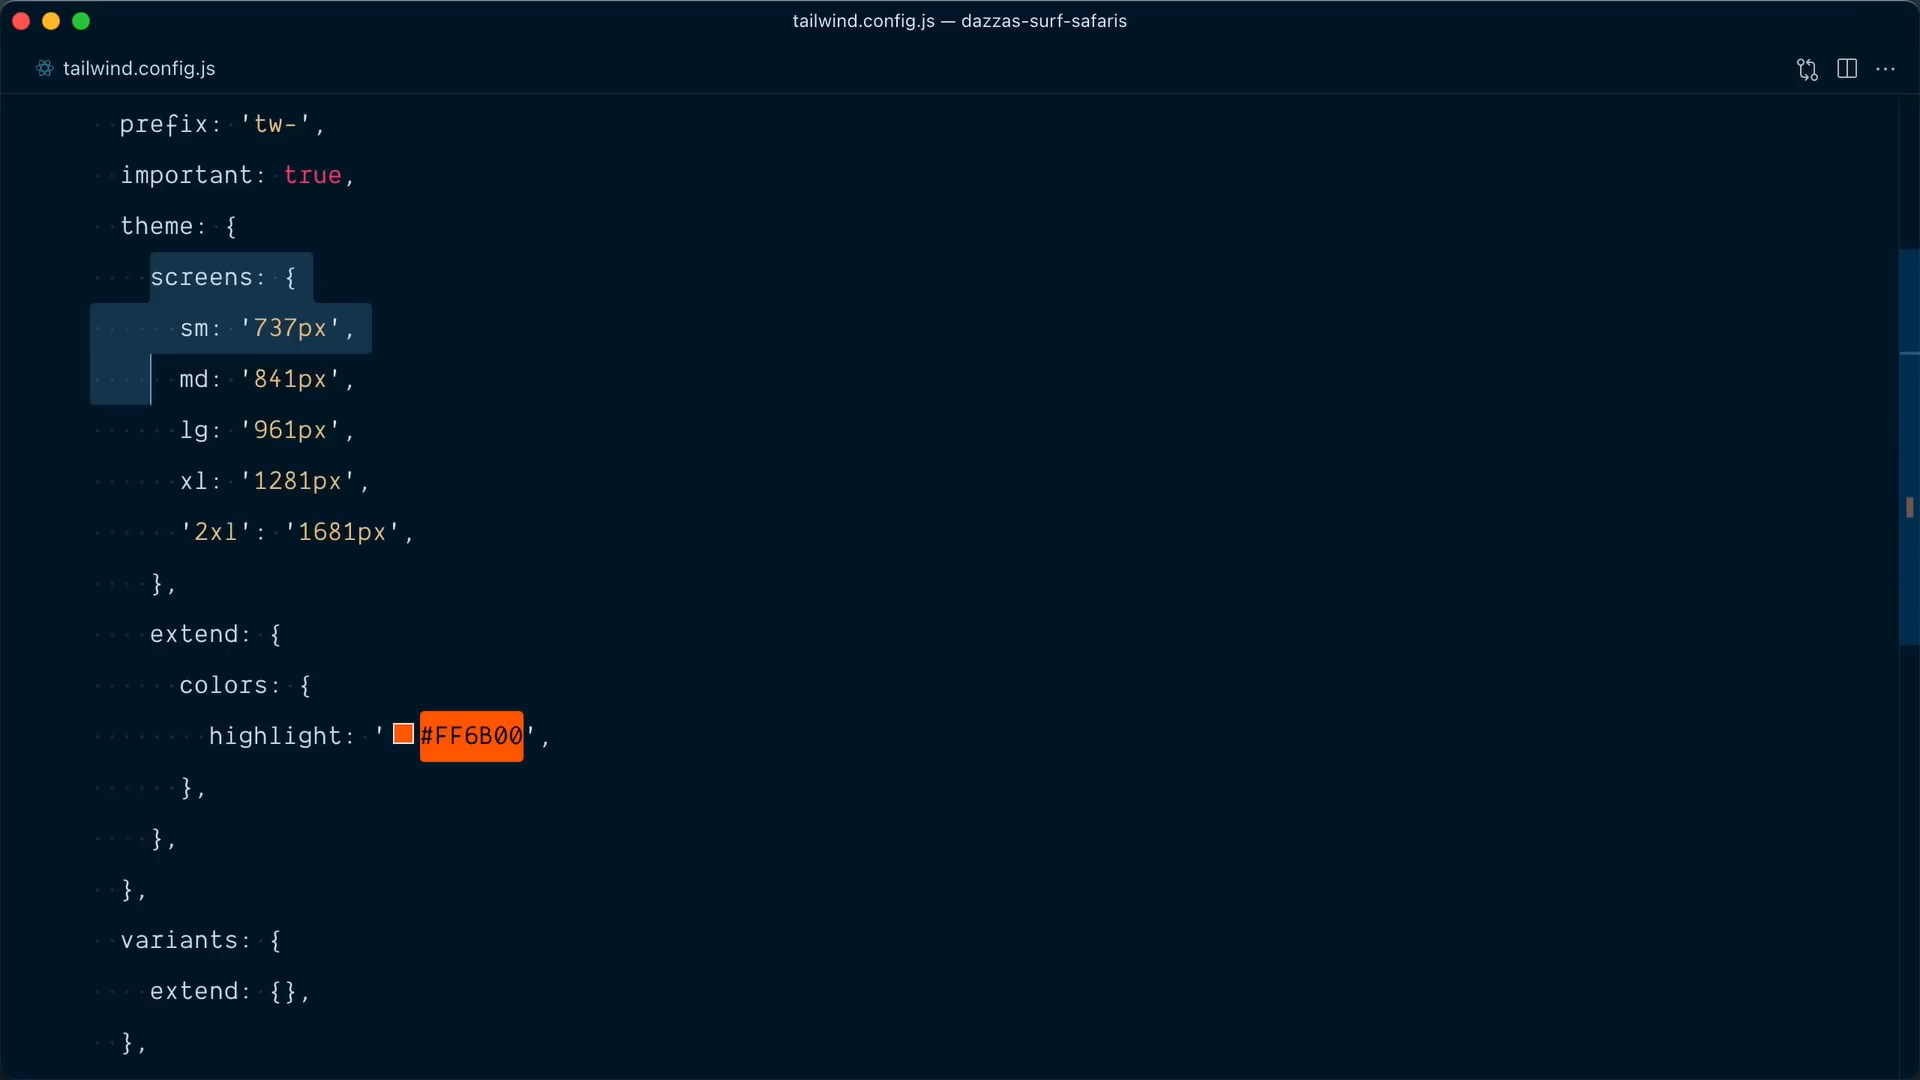 tailwind.config.js — dazzas-surf-safaris
tailwind.config.js
prefix: 'tw-',
important: true,
theme: {
screens: {
sm: '737px',
md: '841px',
lg: '961px',
xl: '1281px',
'2xl': '1681px',
},
extend: {
colors: {
highlight: '#FF6B00',
},
},
},
variants: {
extend: {},
},